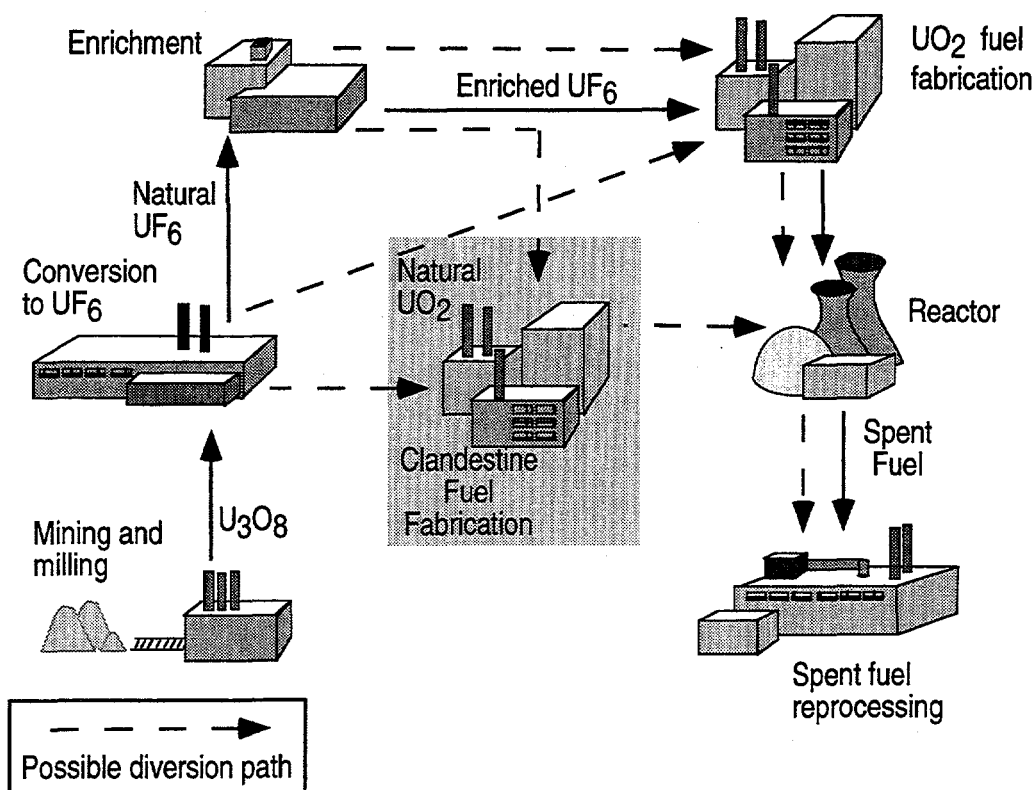 Enrichment
UO2 fuel
fabrication
Enriched UF6
Natural
UF6
Conversion
to UF6
Natural
UO2
Reactor
Clandestine
Fuel
Fabrication
Spent
Fuel
U3O8
Mining and
milling
Spent fuel
reprocessing
Possible diversion path